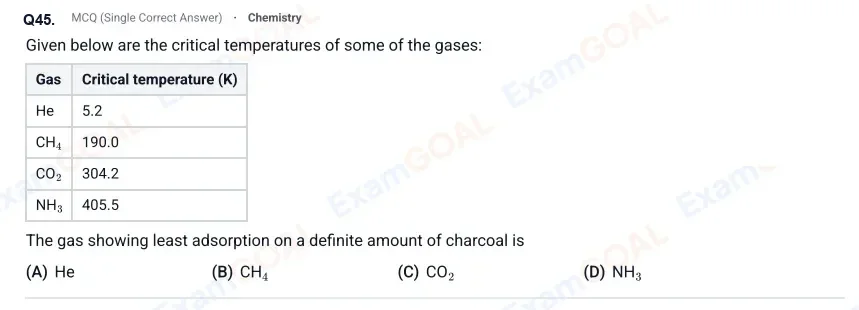 Q45. MCQ (Single Correct Answer) · Chemistry
Given below are the critical temperatures of some of the gases:
Gas Critical temperature (K)
He 5.2
CH₄ 190.0
CO₂ 304.2
NH₃ 405.5
The gas showing least adsorption on a definite amount of charcoal is
(A) He (B) CH₄ (C) CO₂ (D) NH₃
ExamGOAL
ExamGOAL